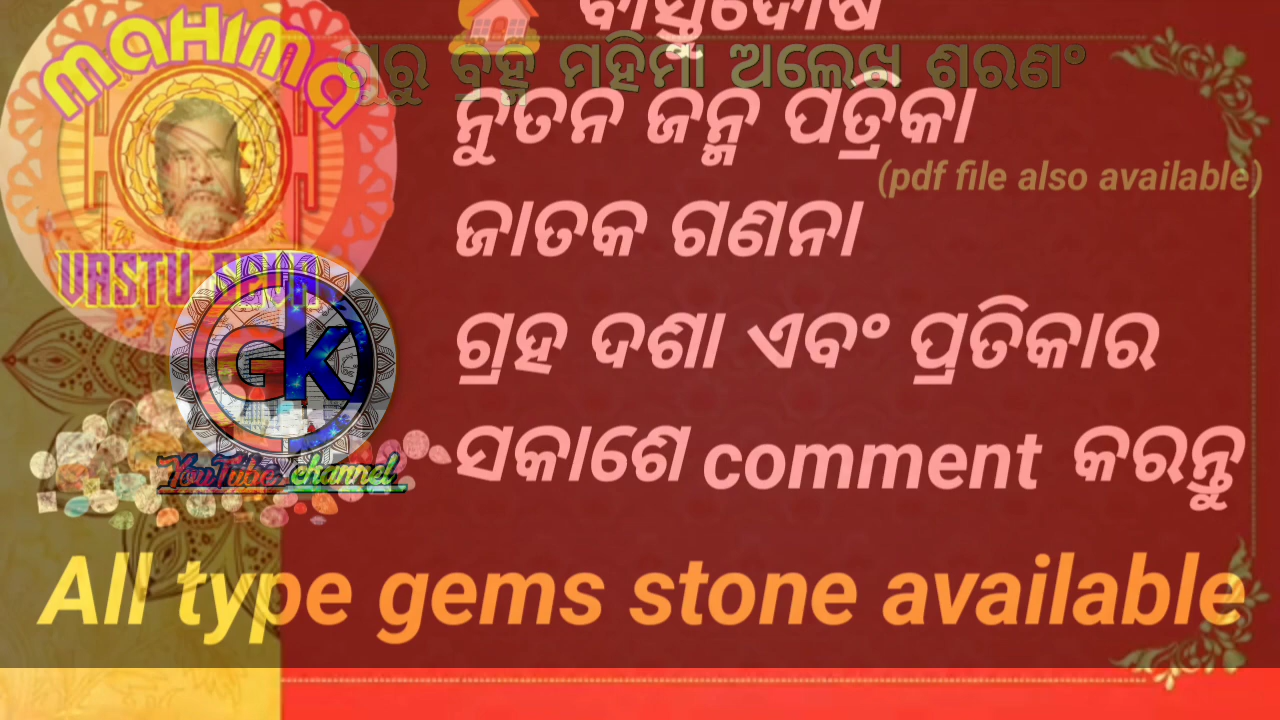 ବାସ୍ତୁଦୋଷ
ଗୁରୁ ବ୍ରହ୍ମ ମହିମା ଅଲେଖ ଶରଣଂ
ନୁତନ ଜନ୍ମ ପତ୍ରିକା
(pdf file also available)
ଜାତକ ଗଣନା
ଗ୍ରହ ଦଶା ଏବଂ ପ୍ରତିକାର
ସକାଶେ comment କରନ୍ତୁ
All type gems stone available
MAHIMA
VASTU DEVA
GK
YouTube channel